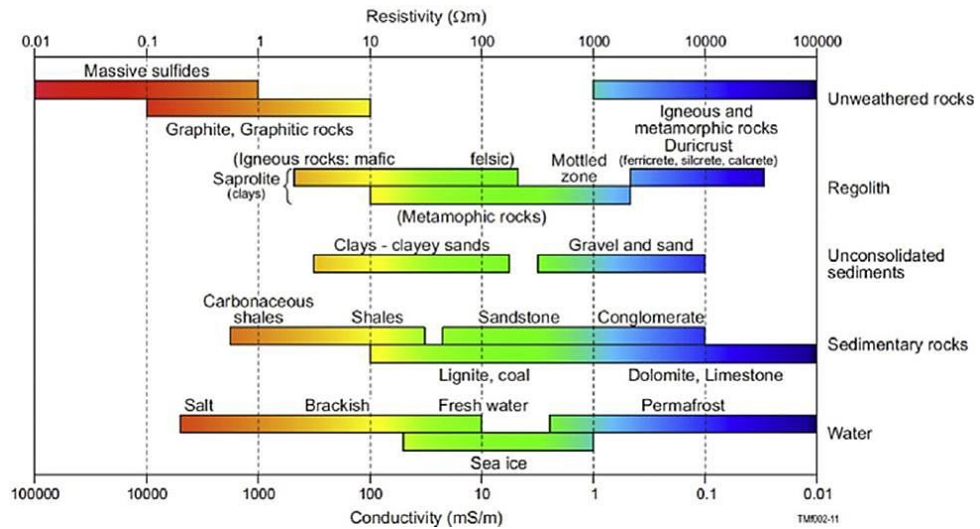 Resistivity (Ωm)
0.01 0.1 1 10 100 1000 10000 100000
Massive sulfides
Unweathered rocks
Graphite, Graphitic rocks
Igneous and
metamorphic rocks
Duricrust
(ferricrete, silcrete, calcrete)
(Igneous rocks: mafic felsic)
Mottled
zone
Saprolite
(clays)
Regolith
(Metamophic rocks)
Clays - clayey sands
Gravel and sand
Unconsolidated
sediments
Carbonaceous
shales
Shales
Sandstone
Conglomerate
Sedimentary rocks
Lignite, coal
Dolomite, Limestone
Salt
Brackish
Fresh water
Permafrost
Water
Sea ice
100000 10000 1000 100 10 1 0.1 0.01
Conductivity (mS/m)
TMf002-11